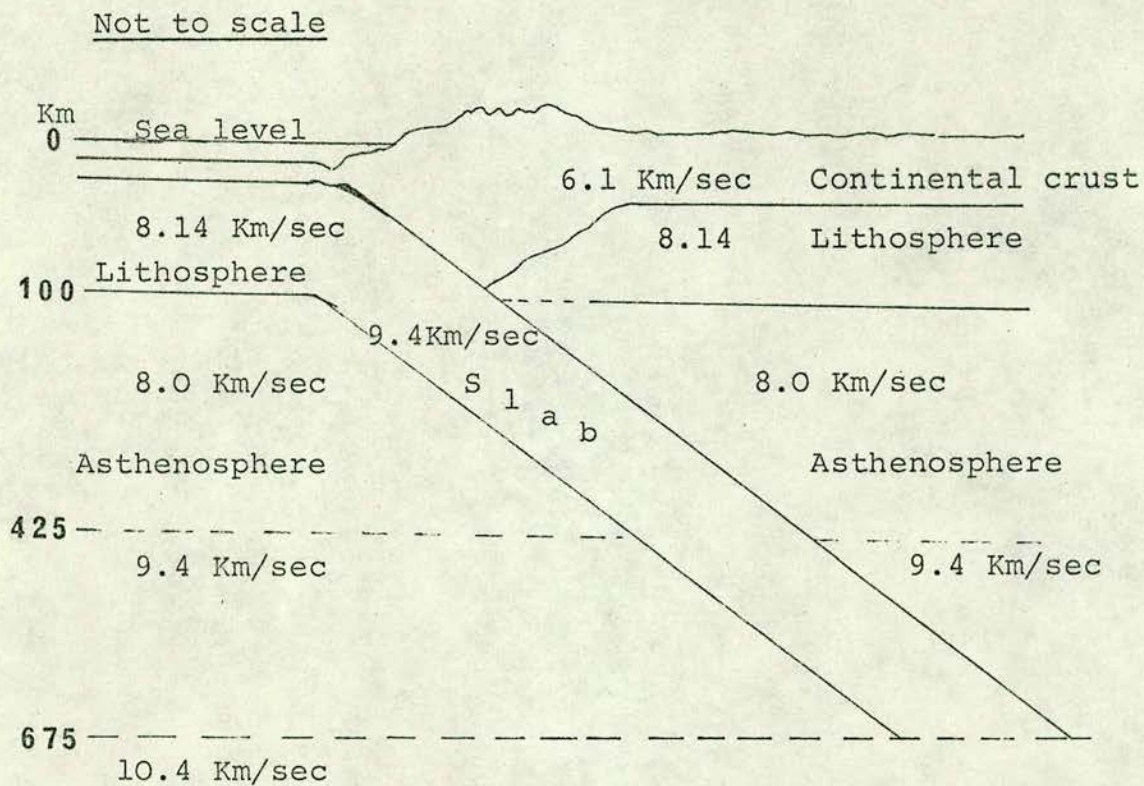 Not to scale
Km
0 Sea level
6.1 Km/sec Continental crust
8.14 Km/sec 8.14 Lithosphere
Lithosphere
100
9.4Km/sec
8.0 Km/sec 8.0 Km/sec
Slab
Asthenosphere Asthenosphere
425
9.4 Km/sec 9.4 Km/sec
675
10.4 Km/sec